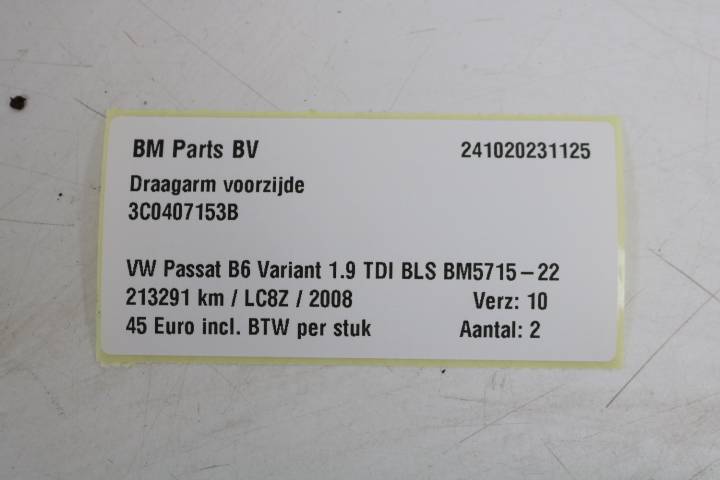 BM Parts BV 241020231125
Draagarm voorzijde
3C0407153B
VW Passat B6 Variant 1.9 TDI BLS BM5715-22
213291 km / LC8Z / 2008 Verz: 10
45 Euro incl. BTW per stuk Aantal: 2